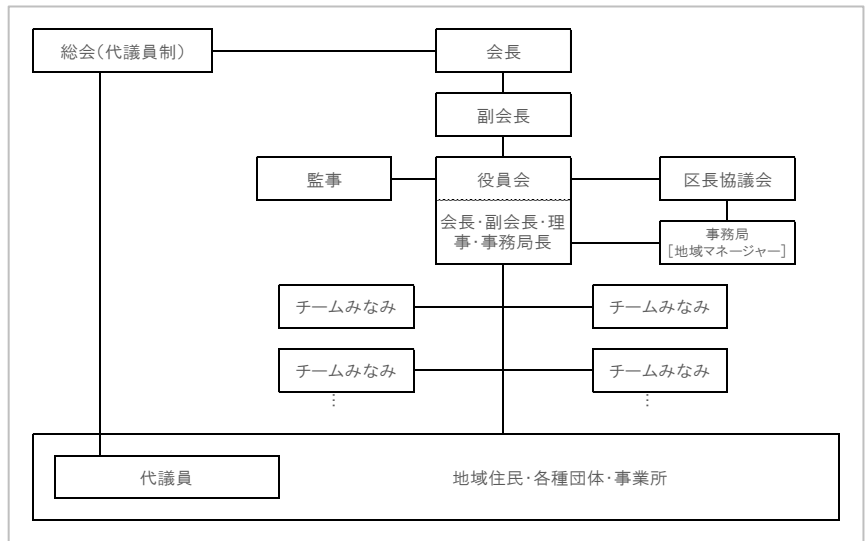 総会(代議員制)
会長
副会長
監事
役員会
区長協議会
会長・副会長・理
事・事務局長
事務局
[地域マネージャー]
チームみなみ
チームみなみ
チームみなみ
チームみなみ
⋮
⋮
代議員
地域住民・各種団体・事業所